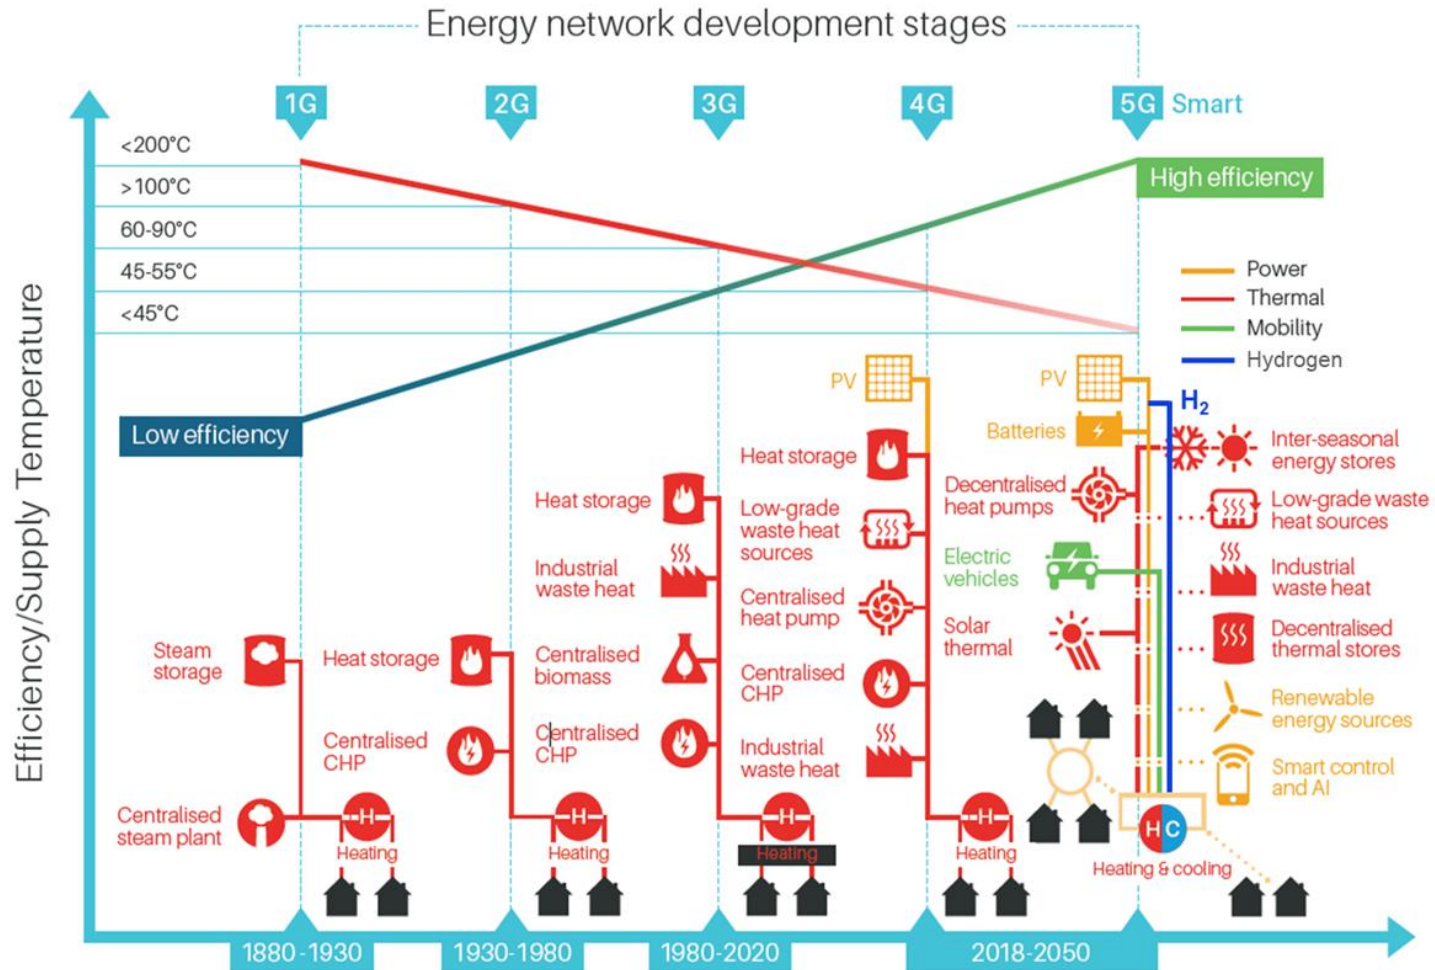 Energy network development stages
1G
2G
3G
4G
5G Smart
<200°C
>100°C
60-90°C
45-55°C
<45°C
Efficiency/Supply Temperature
High efficiency
Low efficiency
Power
Thermal
Mobility
Hydrogen
Steam
storage
Centralised
steam plant
H
Heating
Heat storage
Centralised
CHP
H
Heating
Heat storage
Industrial
waste heat
Centralised
biomass
Centralised
CHP
H
Heating
PV
Heat storage
Low-grade
waste heat
sources
Centralised
heat pump
Centralised
CHP
Industrial
waste heat
H
Heating
PV
Batteries
Decentralised
heat pumps
Electric
vehicles
Solar
thermal
H2
Inter-seasonal
energy stores
Low-grade waste
heat sources
Industrial
waste heat
Decentralised
thermal stores
Renewable
energy sources
Smart control
and AI
H C
Heating & cooling
1880-1930
1930-1980
1980-2020
2018-2050